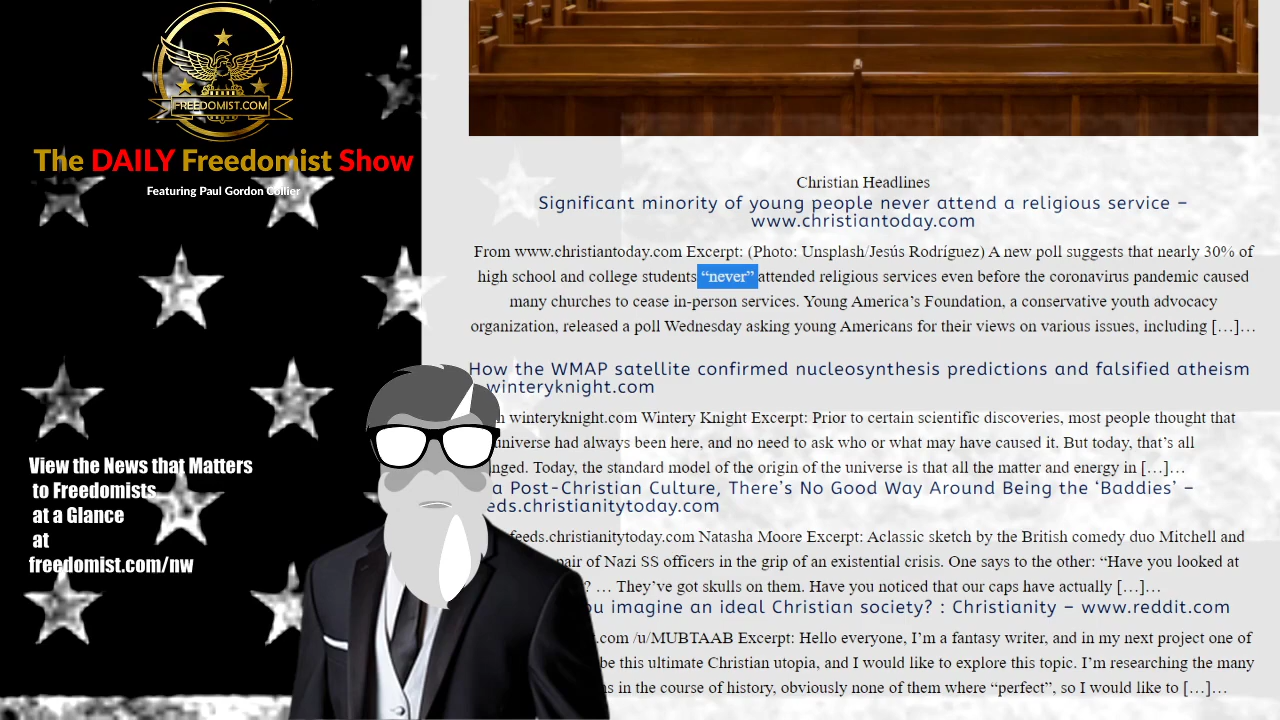 FREEDOMIST.COM
The DAILY Freedomist Show
Featuring Paul Gordon Collier
View the News that Matters
to Freedomists
at a Glance
at
freedomist.com/nw
Christian Headlines
Significant minority of young people never attend a religious service –
www.christiantoday.com
From www.christiantoday.com Excerpt: (Photo: Unsplash/Jesús Rodríguez) A new poll suggests that nearly 30% of
high school and college students “never” attended religious services even before the coronavirus pandemic caused
many churches to cease in-person services. Young America’s Foundation, a conservative youth advocacy
organization, released a poll Wednesday asking young Americans for their views on various issues, including […]…
How the WMAP satellite confirmed nucleosynthesis predictions and falsified atheism
winteryknight.com
winteryknight.com Wintery Knight Excerpt: Prior to certain scientific discoveries, most people thought that
universe had always been here, and no need to ask who or what may have caused it. But today, that’s all
nged. Today, the standard model of the origin of the universe is that all the matter and energy in […]…
a Post-Christian Culture, There’s No Good Way Around Being the ‘Baddies’ –
eds.christianitytoday.com
feeds.christianitytoday.com Natasha Moore Excerpt: Aclassic sketch by the British comedy duo Mitchell and
pair of Nazi SS officers in the grip of an existential crisis. One says to the other: “Have you looked at
? … They’ve got skulls on them. Have you noticed that our caps have actually […]…
ou imagine an ideal Christian society? : Christianity – www.reddit.com
.com /u/MUBTAAB Excerpt: Hello everyone, I’m a fantasy writer, and in my next project one of
be this ultimate Christian utopia, and I would like to explore this topic. I’m researching the many
ns in the course of history, obviously none of them where “perfect”, so I would like to […]…